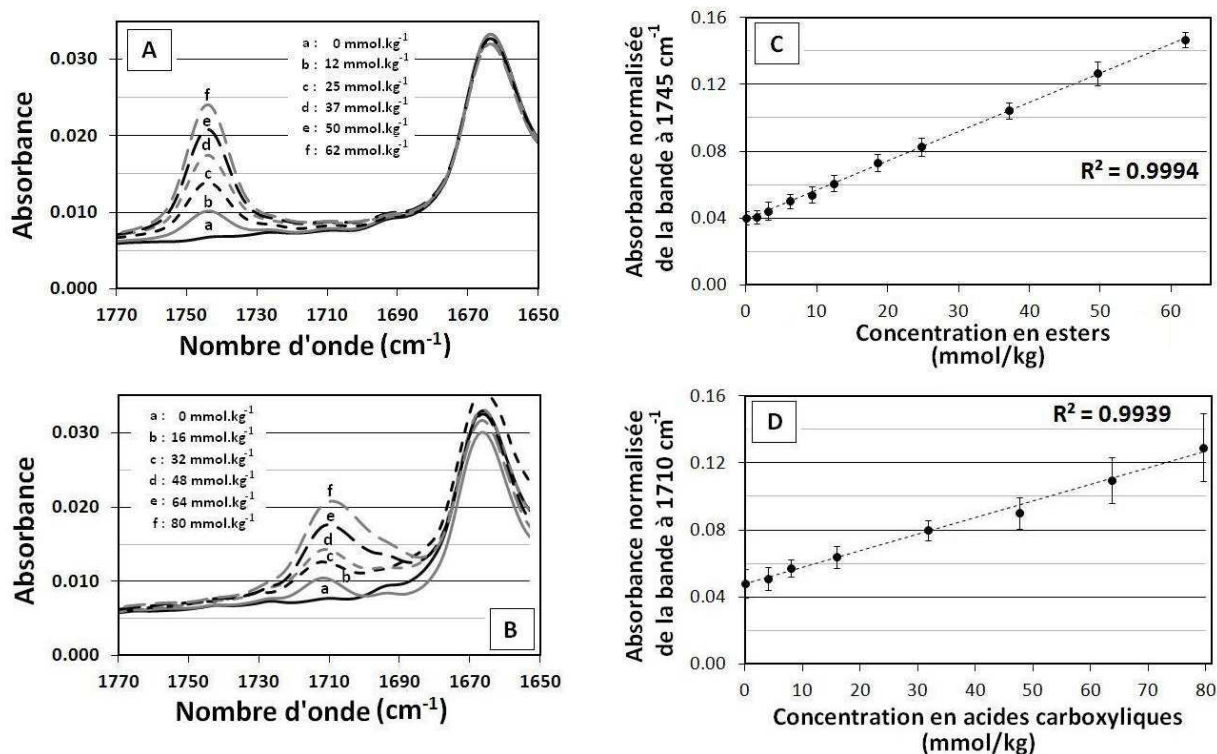 A
Absorbance
0.030
0.020
0.010
0.000
a : 0 mmol.kg-1
b : 12 mmol.kg-1
c : 25 mmol.kg-1
d : 37 mmol.kg-1
e : 50 mmol.kg-1
f : 62 mmol.kg-1
f
e
d
c
b
a
1770 1750 1730 1710 1690 1670 1650
Nombre d'onde (cm-1)
C
Absorbance normalisée
de la bande à 1745 cm-1
0.16
0.12
0.08
0.04
0.00
R2 = 0.9994
0 10 20 30 40 50 60
Concentration en esters
(mmol/kg)
B
Absorbance
0.030
0.020
0.010
0.000
a : 0 mmol.kg-1
b : 16 mmol.kg-1
c : 32 mmol.kg-1
d : 48 mmol.kg-1
e : 64 mmol.kg-1
f : 80 mmol.kg-1
f
e
d
c
b
a
1770 1750 1730 1710 1690 1670 1650
Nombre d'onde (cm-1)
D
Absorbance normalisée
de la bande à 1710 cm-1
0.16
0.12
0.08
0.04
0.00
R2 = 0.9939
0 10 20 30 40 50 60 70 80
Concentration en acides carboxyliques
(mmol/kg)